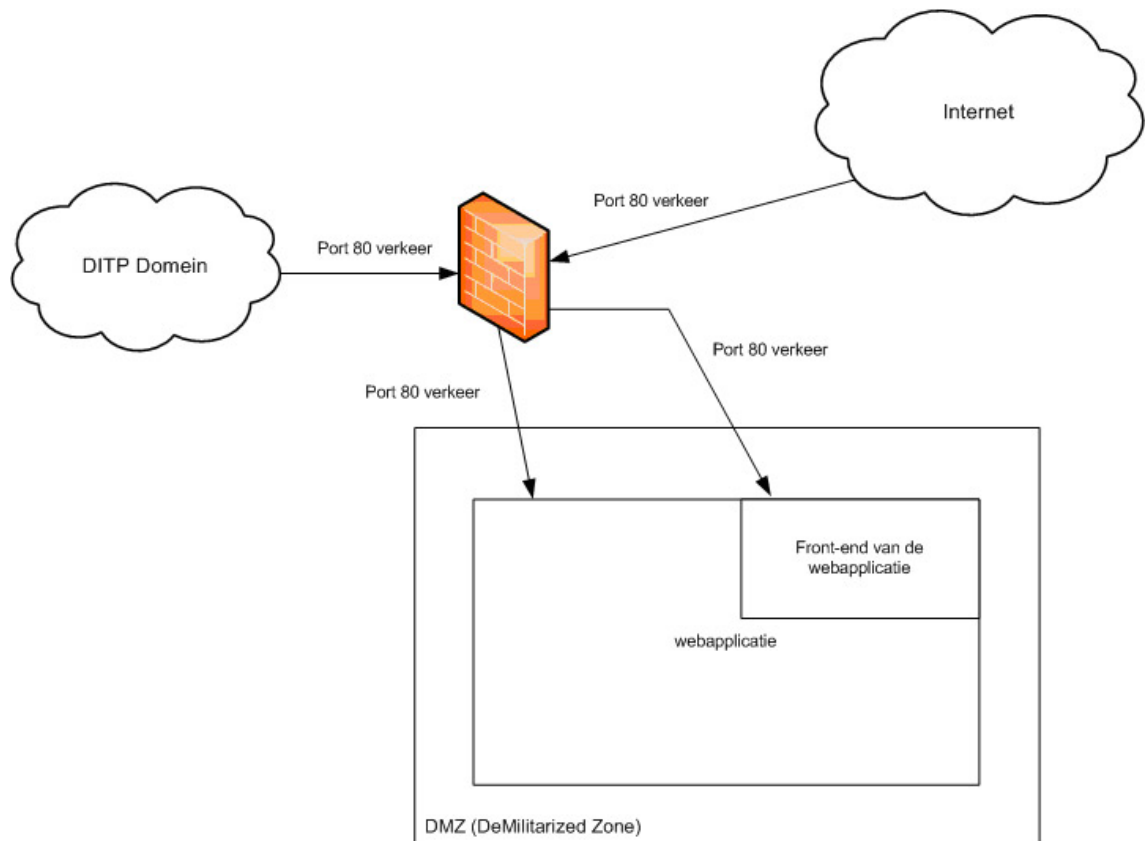 Internet
Port 80 verkeer
Port 80 verkeer
DITP Domein
Port 80 verkeer
Port 80 verkeer
Front-end van de
webapplicatie
webapplicatie
DMZ (DeMilitarized Zone)